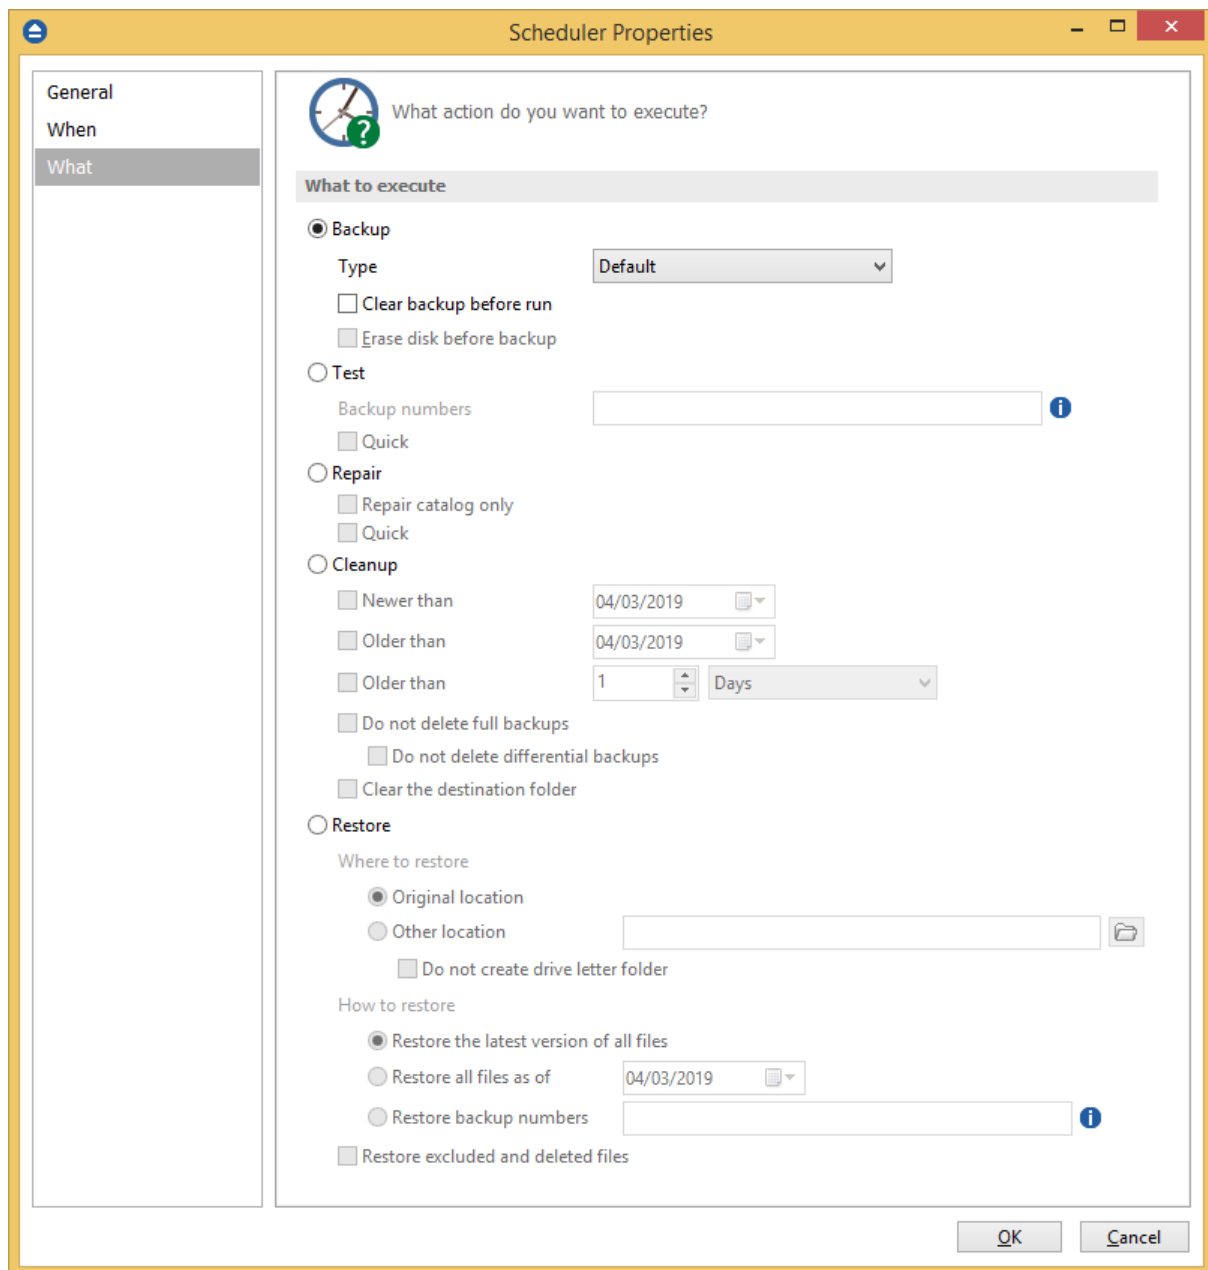 Scheduler Properties
General
When
What
What action do you want to execute?
What to execute
Backup
Type Default
Clear backup before run
Erase disk before backup
Test
Backup numbers
Quick
Repair
Repair catalog only
Quick
Cleanup
Newer than 04/03/2019
Older than 04/03/2019
Older than 1 Days
Do not delete full backups
Do not delete differential backups
Clear the destination folder
Restore
Where to restore
Original location
Other location
Do not create drive letter folder
How to restore
Restore the latest version of all files
Restore all files as of 04/03/2019
Restore backup numbers
Restore excluded and deleted files
OK Cancel